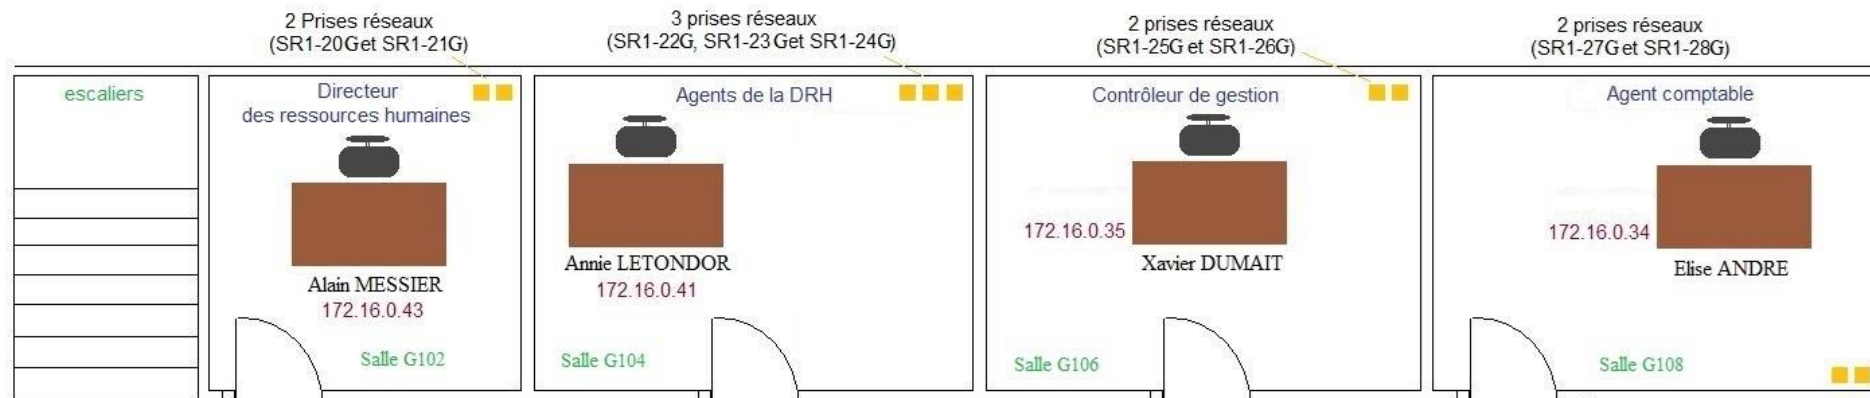 2 Prises réseaux
(SR1-20Get SR1-21G)
3 prises réseaux
(SR1-22G, SR1-23 Get SR1-24G)
2 prises réseaux
(SR1-25G et SR1-26G)
2 prises réseaux
(SR1-27G et SR1-28G)
escaliers
Directeur
des ressources humaines
Alain MESSIER
172.16.0.43
Salle G102
Agents de la DRH
Annie LETONDOR
172.16.0.41
Salle G104
Contrôleur de gestion
172.16.0.35
Xavier DUMAIT
Salle G106
Agent comptable
172.16.0.34
Elise ANDRE
Salle G108